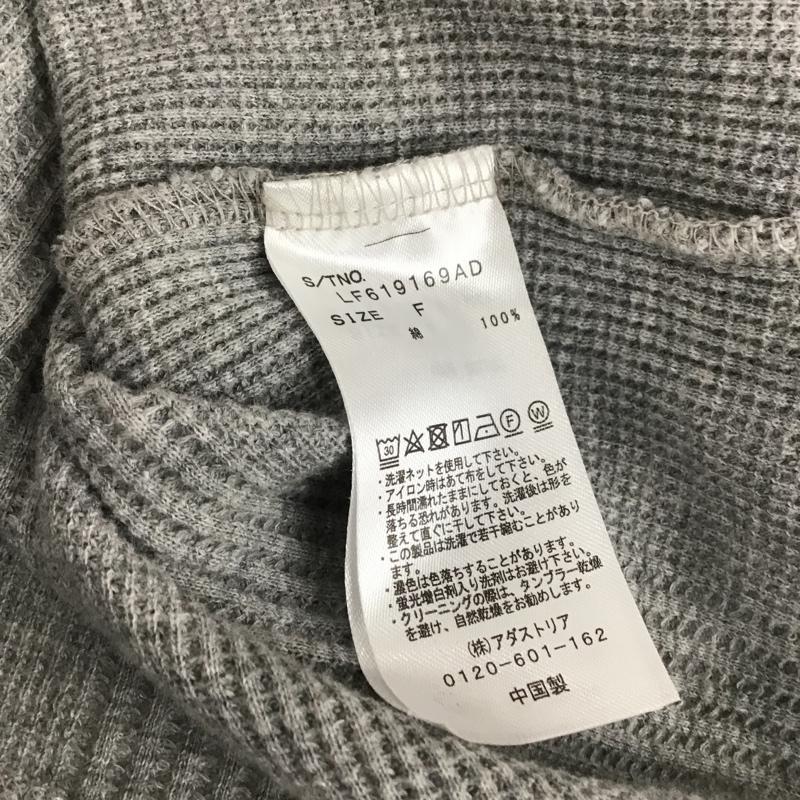 S/TNO.
LF619169AD
SIZE F
綿 100%
30 F W
・洗濯ネットを使用して下さい。
・アイロン時はあて布をして下さい。
・長時間濡れたままにしておくと、色が
落ちる恐れがあります。洗濯後は形を
整えて直ぐに干して下さい。
・この製品は洗濯で若干縮むことがあり
ます。
・濃色は色落ちすることがあります。
・蛍光増白剤入り洗剤はお避け下さい。
・クリーニングの際は、タンブラー乾燥
を避け、自然乾燥をお勧めします。
(株)アダストリア
0120-601-162
中国製